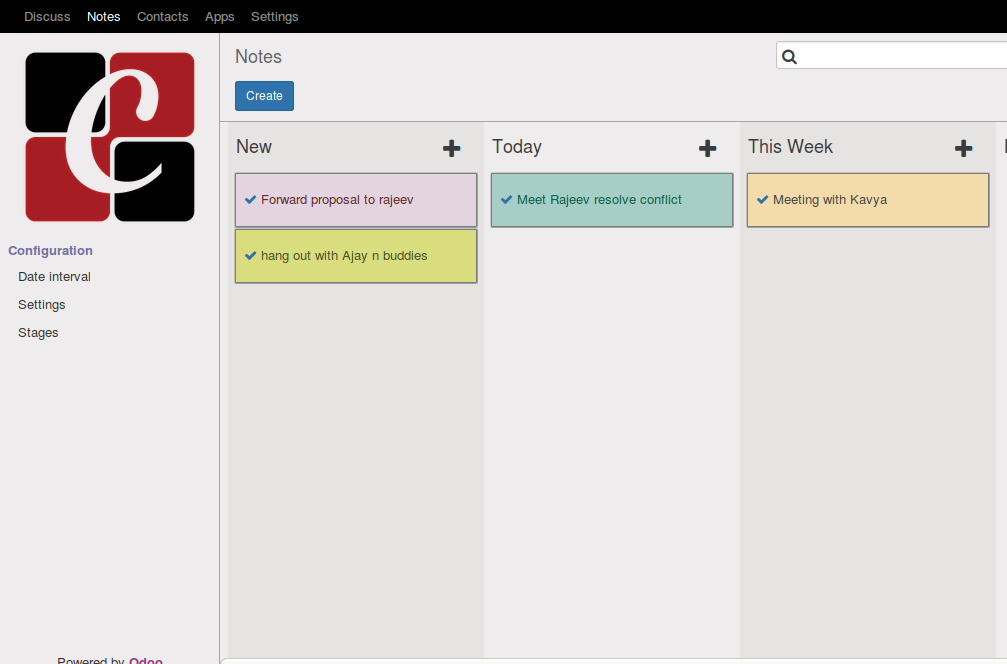 Discuss Notes Contacts Apps Settings
C
Configuration
Date interval
Settings
Stages
Powered by Odoo
Notes
Create
New
Forward proposal to rajeev
hang out with Ajay n buddies
Today
Meet Rajeev resolve conflict
This Week
Meeting with Kavya